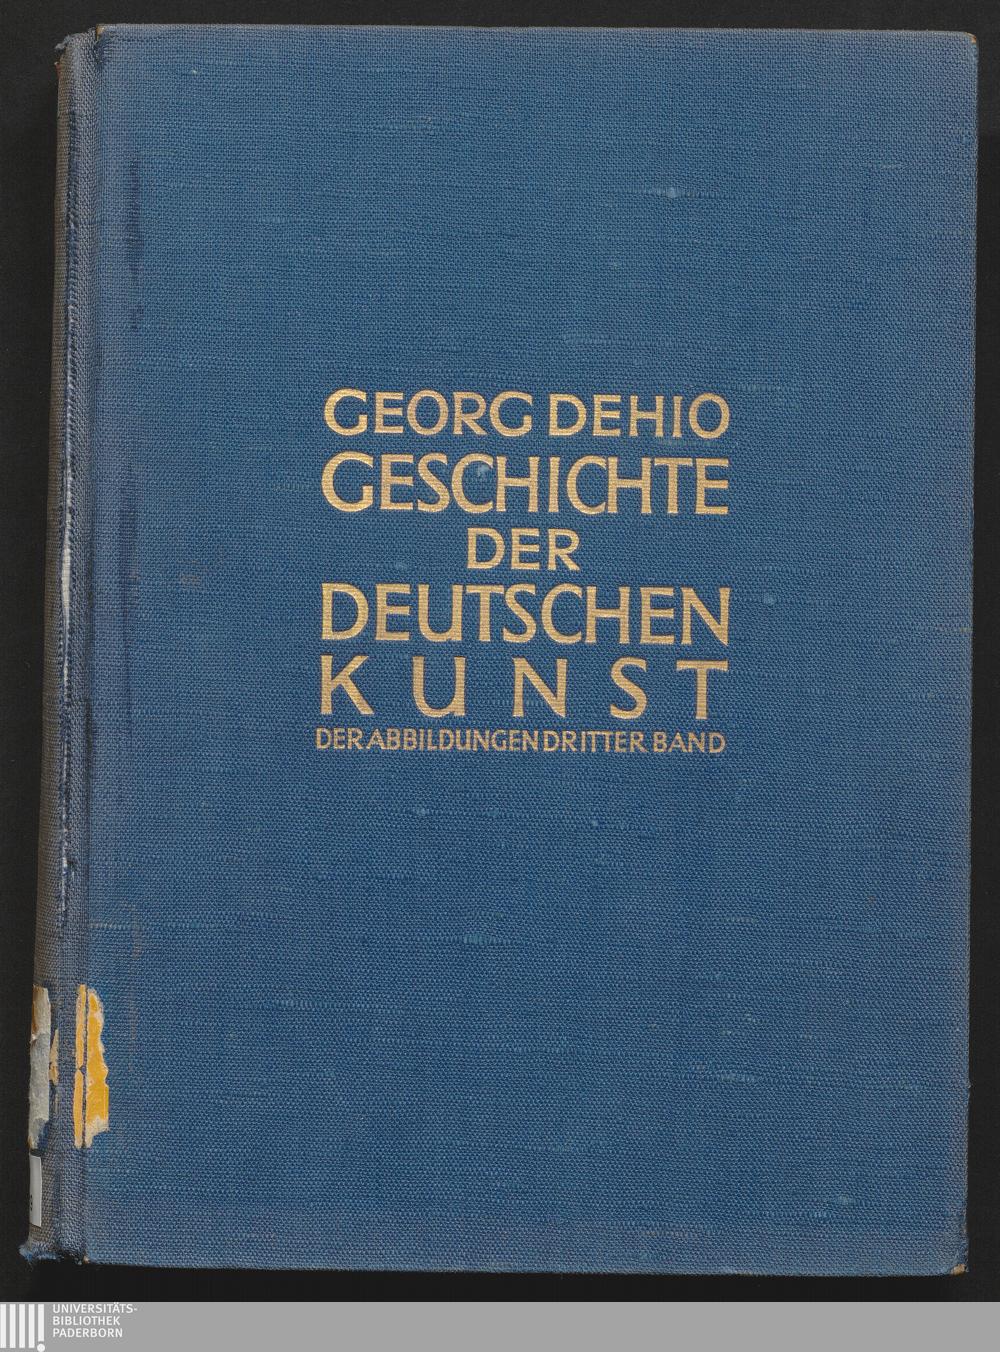 GEORG DEHIO
GESCHICHTE
DER
DEUTSCHEN
KUNST
DER ABBILDUNGEN DRITTER BAND
UNIVERSITÄTS-
BIBLIOTHEK
PADERBORN